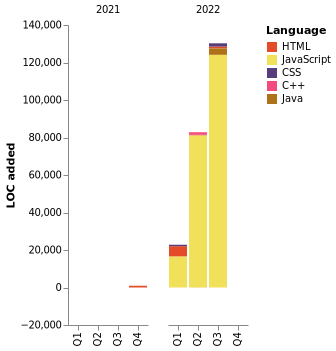 2021 2022
140,000
120,000
100,000
80,000
60,000
40,000
20,000
0
−20,000
LOC added
Q1 Q2 Q3 Q4 Q1 Q2 Q3 Q4
Language
HTML
JavaScript
CSS
C++
Java